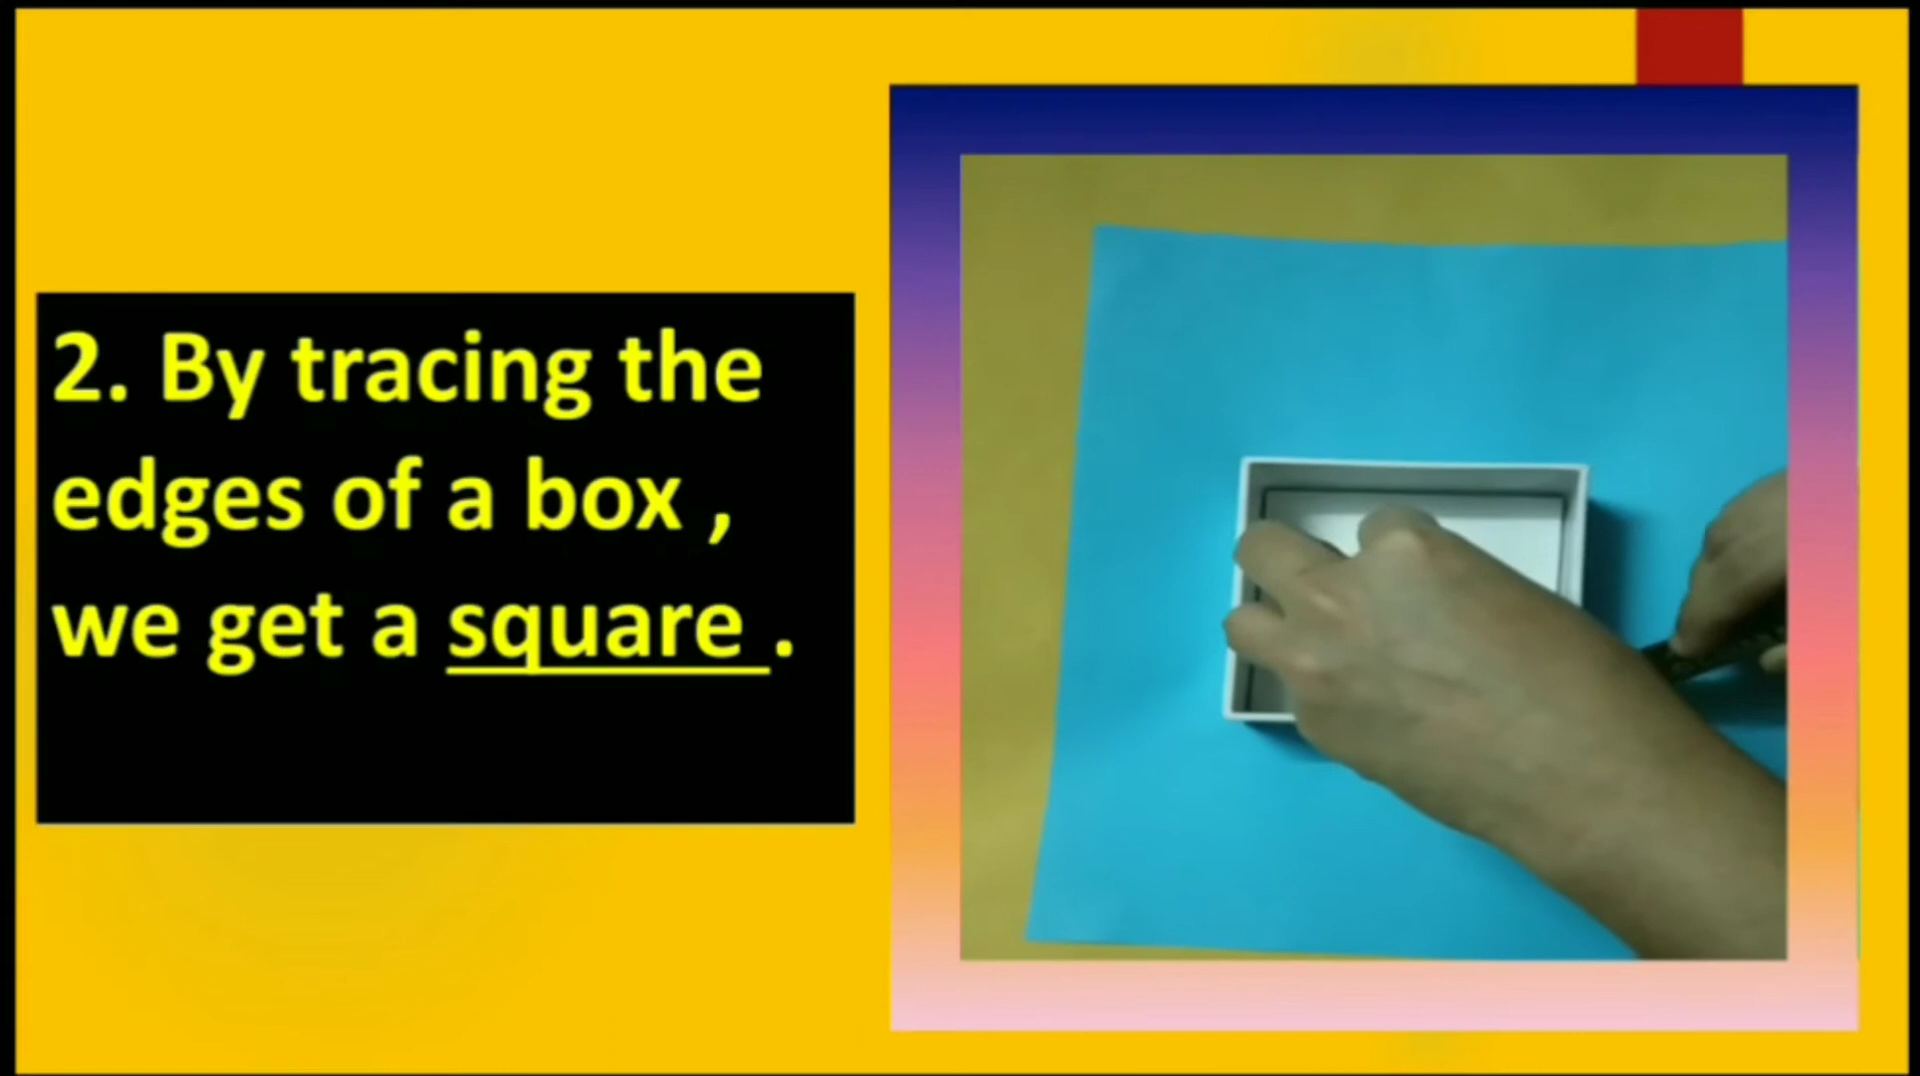 2. By tracing the
edges of a box ,
we get a square .